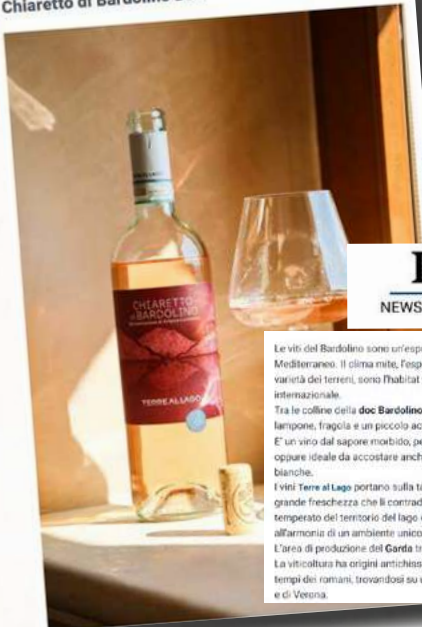 Chiaretto di Bardolino
CHIARETTO
di BARDOLINO
TERRE AL LAGO
NEWS
Le viti del Bardolino sono un'esp
Mediterraneo. Il clima mite, l'esp
varietà dei terreni, sono l'habitat
internazionale.
Tra le colline della doc Bardolino
lampone, fragola e un piccolo ac
E' un vino dal sapore morbido, pe
oppure ideale da accostare anch
bianche.
I vini Terre al Lago portano sulla ta
grande freschezza che li contrad
temperato del territorio del lago
all'armonia di un ambiente unico
L'area di produzione del Garda tr
La viticoltura ha origini antichiss
tempi dei romani, trovandosi su
e di Verona.